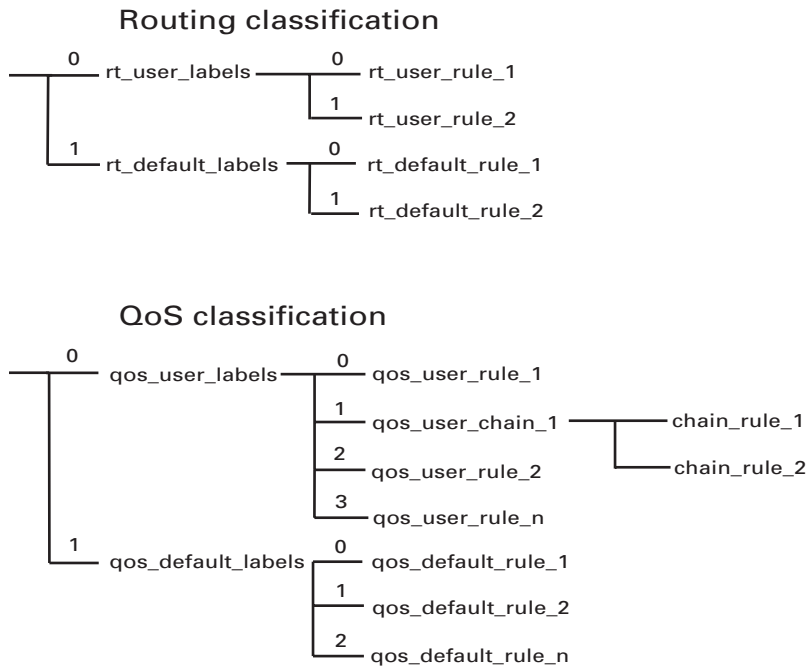 Routing classification
0
rt_user_labels
0
rt_user_rule_1
1
rt_user_rule_2
1
rt_default_labels
0
rt_default_rule_1
1
rt_default_rule_2
QoS classification
0
qos_user_labels
0
qos_user_rule_1
1
qos_user_chain_1
chain_rule_1
chain_rule_2
2
qos_user_rule_2
3
qos_user_rule_n
1
qos_default_labels
0
qos_default_rule_1
1
qos_default_rule_2
2
qos_default_rule_n